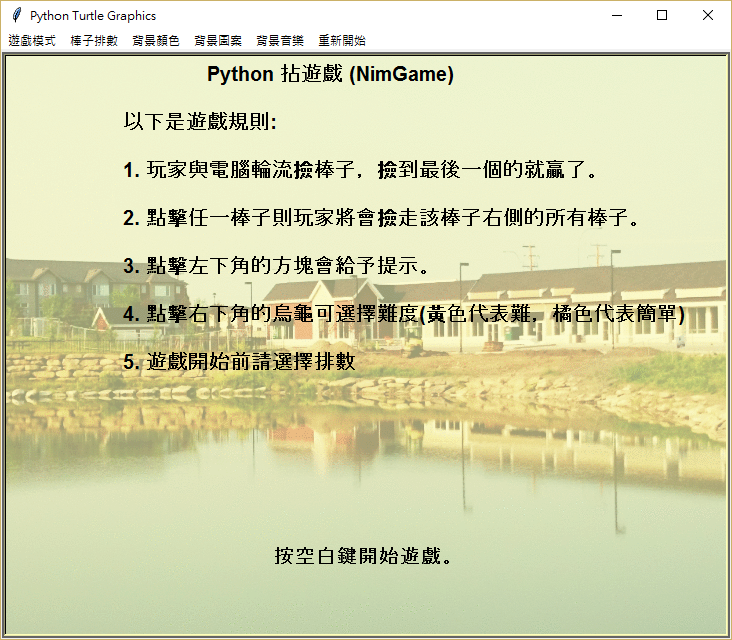 Python Turtle Graphics
遊戲模式 棒子排數 背景顏色 背景圖案 背景音樂 重新開始
Python 拈遊戲 (NimGame)
以下是遊戲規則:
1. 玩家與電腦輪流撿棒子，撿到最後一個的就贏了。
2. 點擊任一棒子則玩家將會撿走該棒子右側的所有棒子。
3. 點擊左下角的方塊會給予提示。
4. 點擊右下角的烏龜可選擇難度(黃色代表難，橘色代表簡單)
5. 遊戲開始前請選擇排數
按空白鍵開始遊戲。